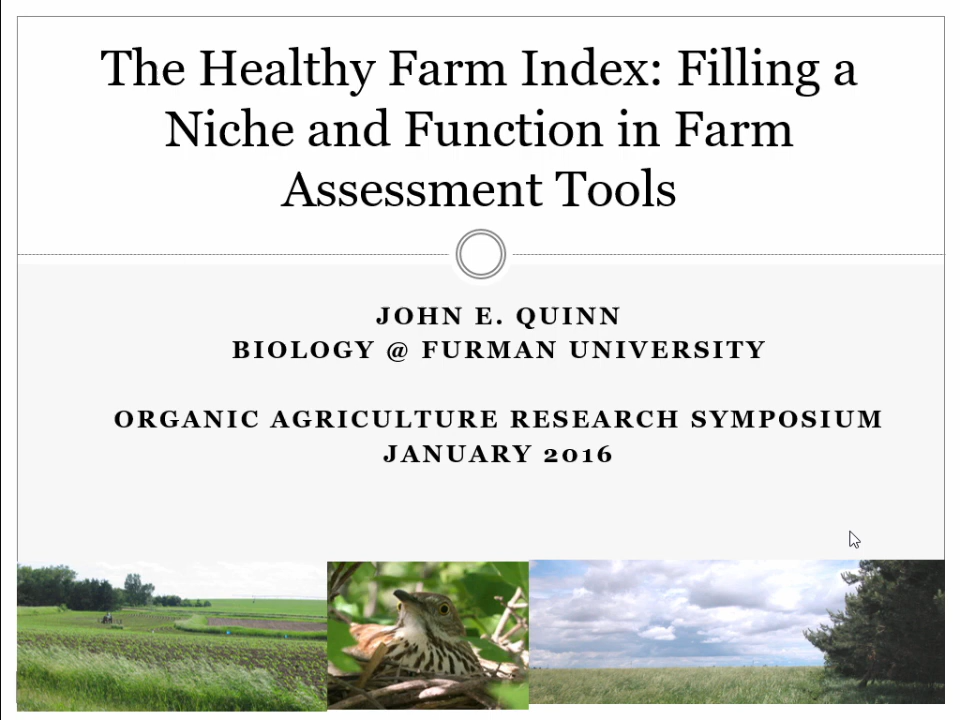 The Healthy Farm Index: Filling a
Niche and Function in Farm
Assessment Tools
JOHN E. QUINN
BIOLOGY @ FURMAN UNIVERSITY
ORGANIC AGRICULTURE RESEARCH SYMPOSIUM
JANUARY 2016